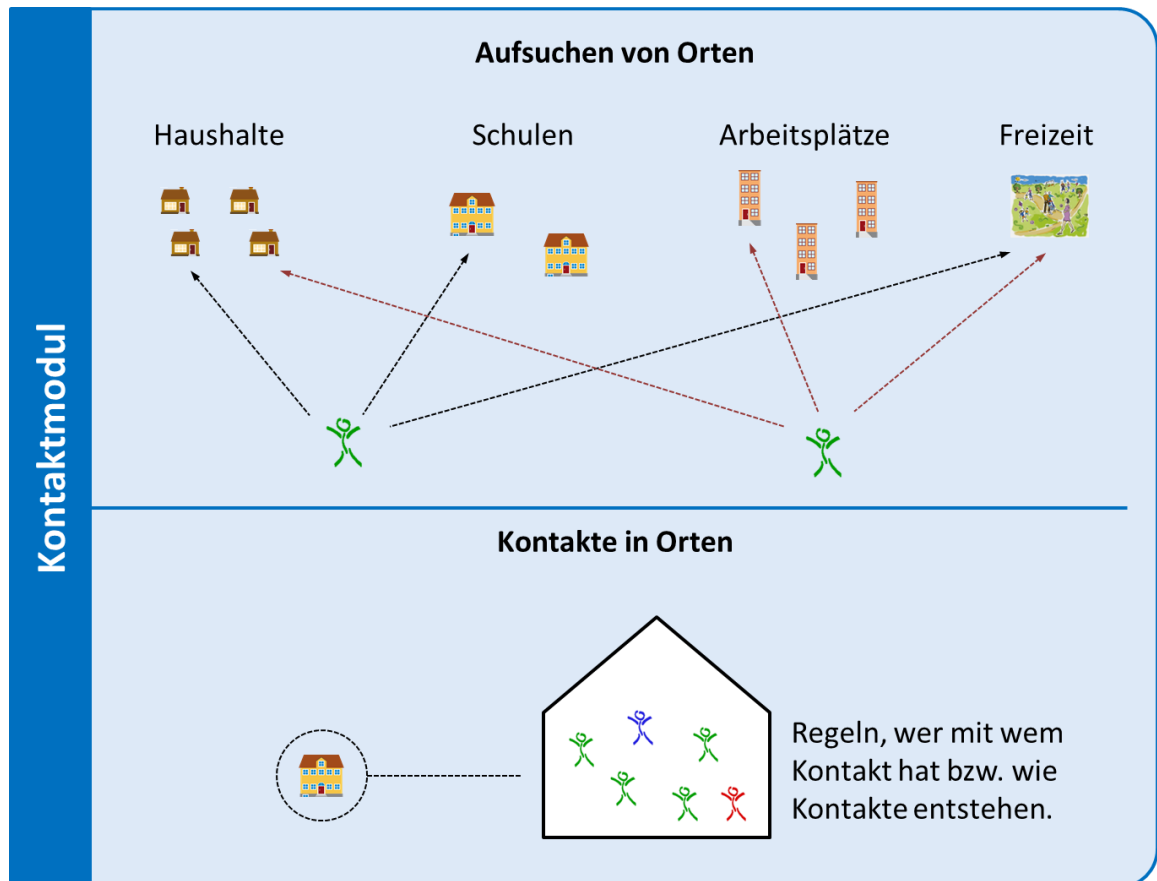 Kontaktmodul
Aufsuchen von Orten
Haushalte
Schulen
Arbeitsplätze
Freizeit
Kontakte in Orten
Regeln, wer mit wem
Kontakt hat bzw. wie
Kontakte entstehen.